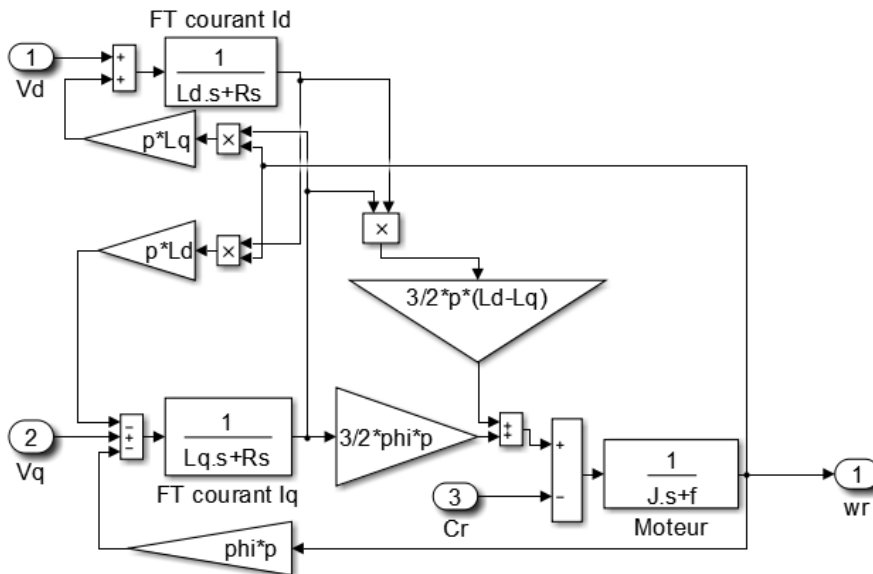 FT courant Id
1
Vd
+
+
1
Ld.s+Rs
p*Lq
×
p*Ld
×
×
3/2*p*(Ld-Lq)
2
Vq
−
+
−
1
Lq.s+Rs
FT courant Iq
3/2*phi*p
+
+
+
−
3
Cr
1
J.s+f
Moteur
1
wr
phi*p